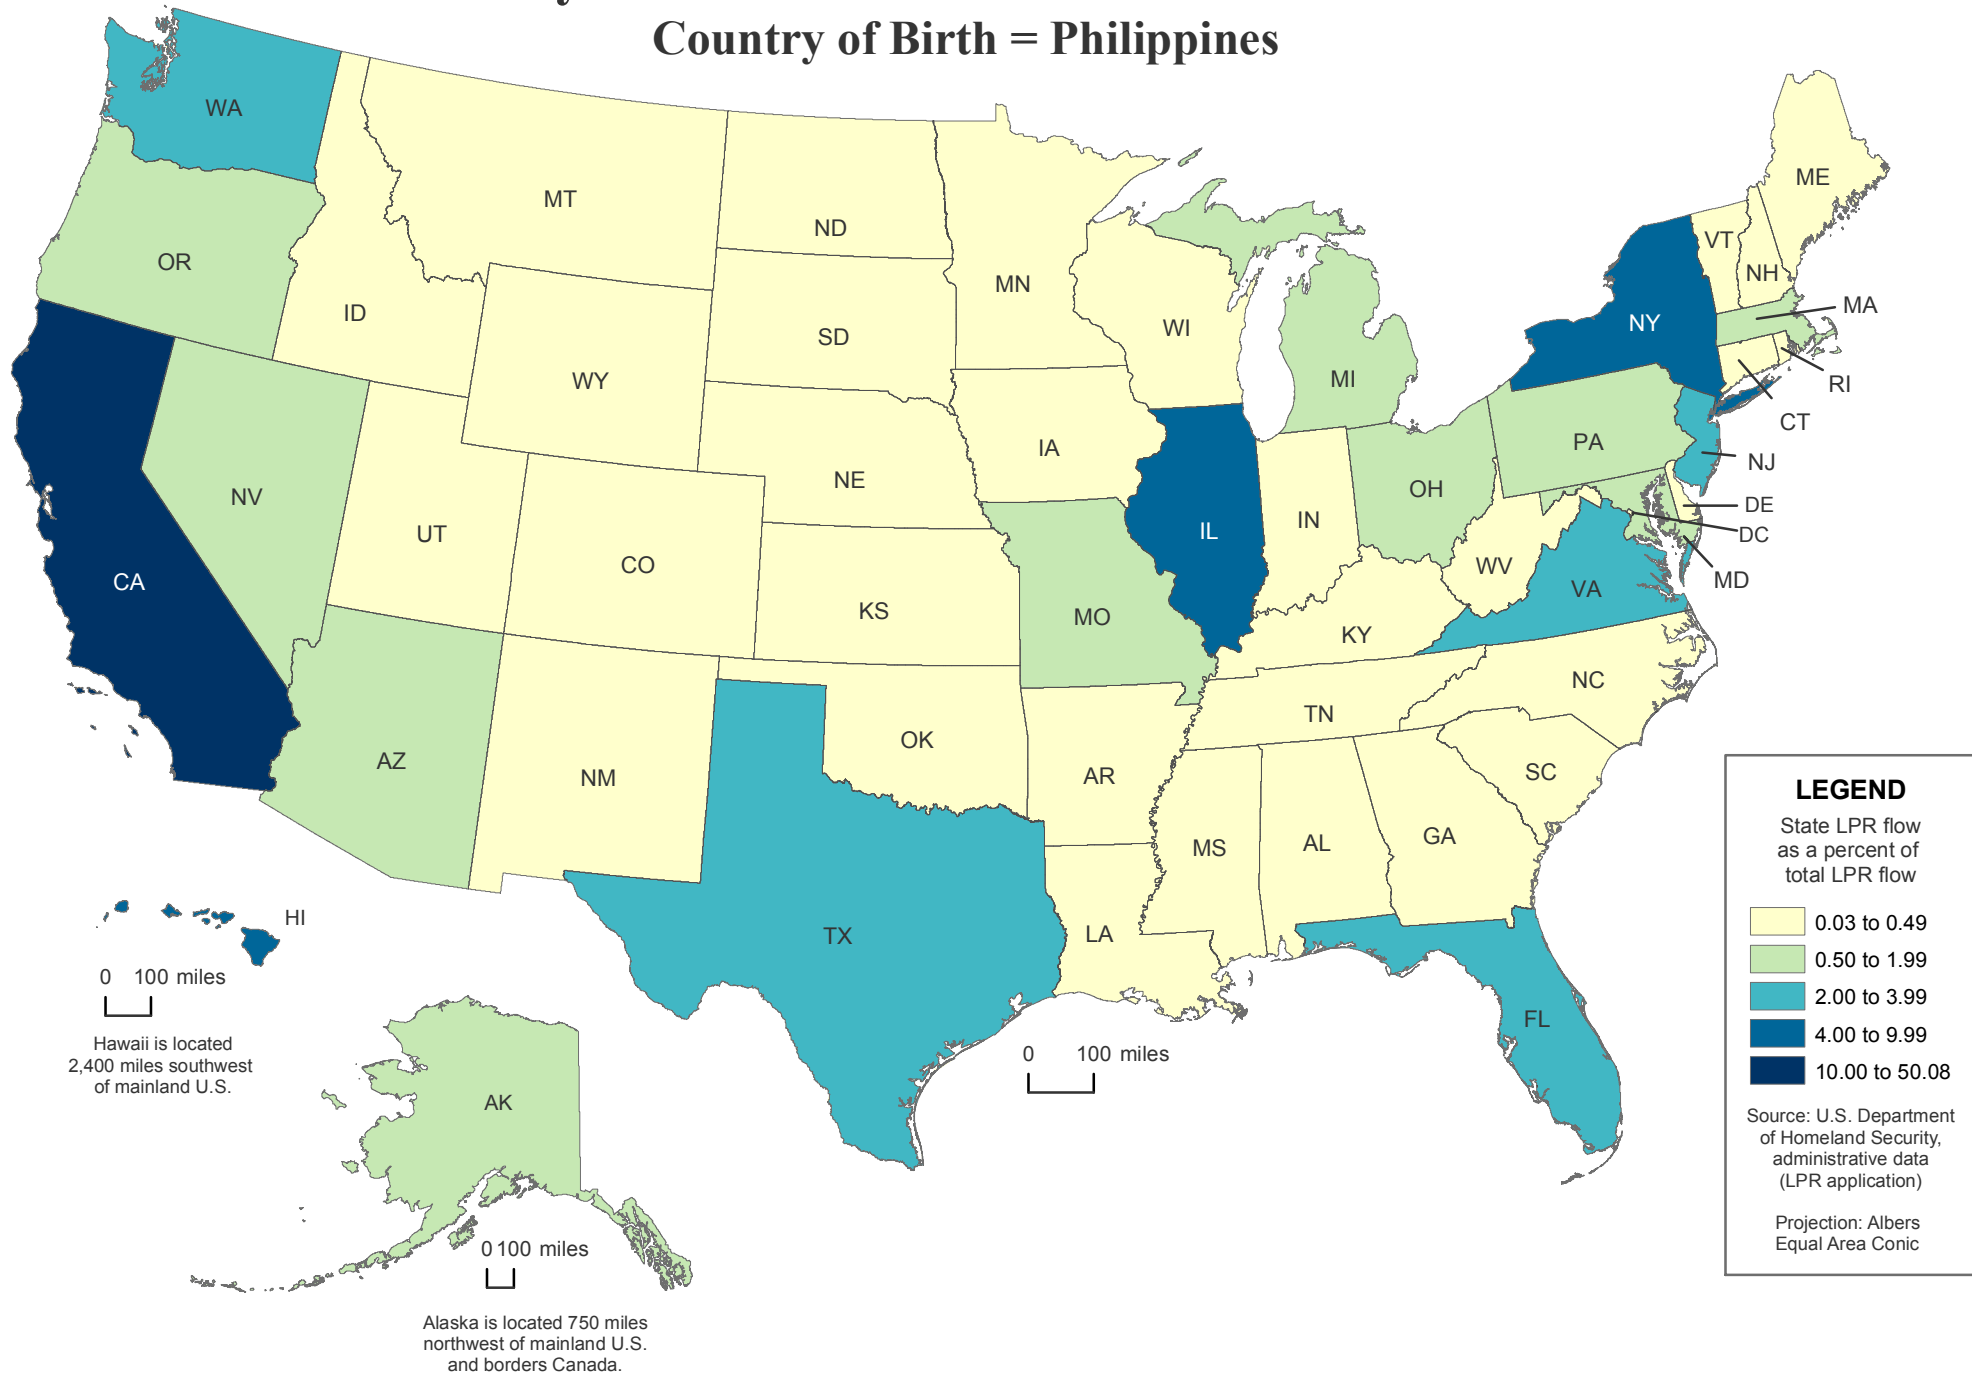 Country of Birth = Philippines
WA
MT
ND
ME
OR
MN
VT
NH
ID
SD
WI
NY
MA
WY
MI
RI
IA
PA
CT
NE
OH
NJ
NV
UT
CO
IL
IN
DE
DC
CA
KS
MO
WV
VA
MD
KY
NC
AZ
NM
OK
TN
AR
SC
MS
AL
GA
TX
LA
FL
HI
AK
0 100 miles
Hawaii is located
2,400 miles southwest
of mainland U.S.
0 100 miles
0 100 miles
Alaska is located 750 miles
northwest of mainland U.S.
and borders Canada.
LEGEND
State LPR flow
as a percent of
total LPR flow
0.03 to 0.49
0.50 to 1.99
2.00 to 3.99
4.00 to 9.99
10.00 to 50.08
Source: U.S. Department
of Homeland Security,
administrative data
(LPR application)
Projection: Albers
Equal Area Conic